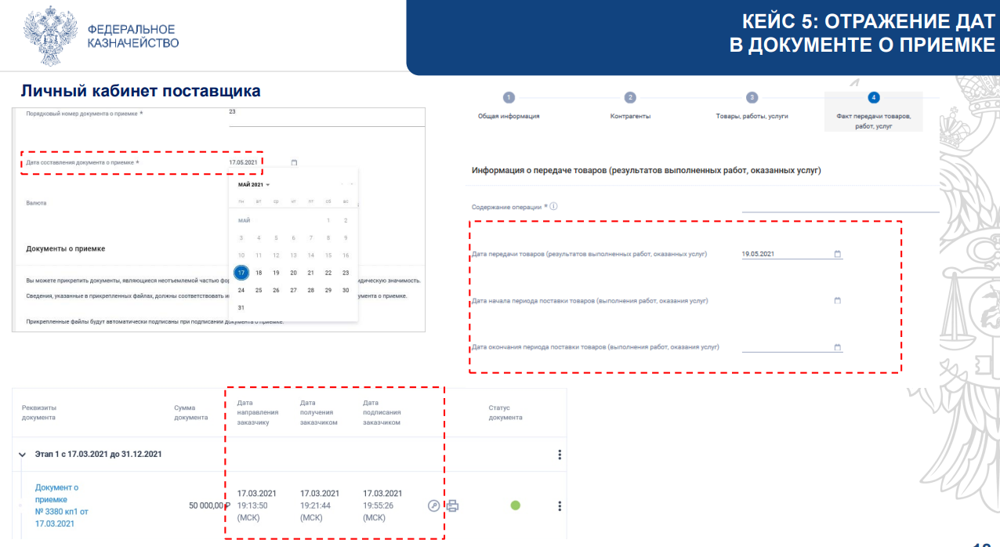 ФЕДЕРАЛЬНОЕ
КАЗНАЧЕЙСТВО
КЕЙС 5: ОТРАЖЕНИЕ ДАТ
В ДОКУМЕНТЕ О ПРИЕМКЕ
Личный кабинет поставщика
Порядковый номер документа о приемке * 23
Дата составления документа о приемке * 17.05.2021
Валюта
МАЙ 2021
пн вт ср чт пт сб вс
МАЙ 1 2
3 4 5 6 7 8 9
10 11 12 13 14 15 16
17 18 19 20 21 22 23
24 25 26 27 28 29 30
31
Документы о приемке
Вы можете прикрепить документы, являющиеся неотъемлемой частью фор
идическую значимость.
Сведения, указанные в прикрепленных файлах, должны соответствовать и
умента о приемке.
Прикрепленные файлы будут автоматически подписаны при подписании документа о приемке.
1 2 3 4
Общая информация
Контрагенты
Товары, работы, услуги
Факт передачи товаров,
работ, услуг
Информация о передаче товаров (результатов выполненных работ, оказанных услуг)
Содержание операции *
Дата передачи товаров (результатов выполненных работ, оказанных услуг) 19.05.2021
Дата начала периода поставки товаров (выполнения работ, оказания услуг)
Дата окончания периода поставки товаров (выполнения работ, оказания услуг)
Реквизиты
документа
Сумма
документа
Дата
направления
заказчику
Дата
получения
заказчиком
Дата
подписания
заказчиком
Статус
документа
Этап 1 с 17.03.2021 до 31.12.2021
Документ о
приемке
№ 3380 кп1 от
17.03.2021
50 000,00 ₽
17.03.2021
19:13:50
(МСК)
17.03.2021
19:21:44
(МСК)
17.03.2021
19:55:26
(МСК)